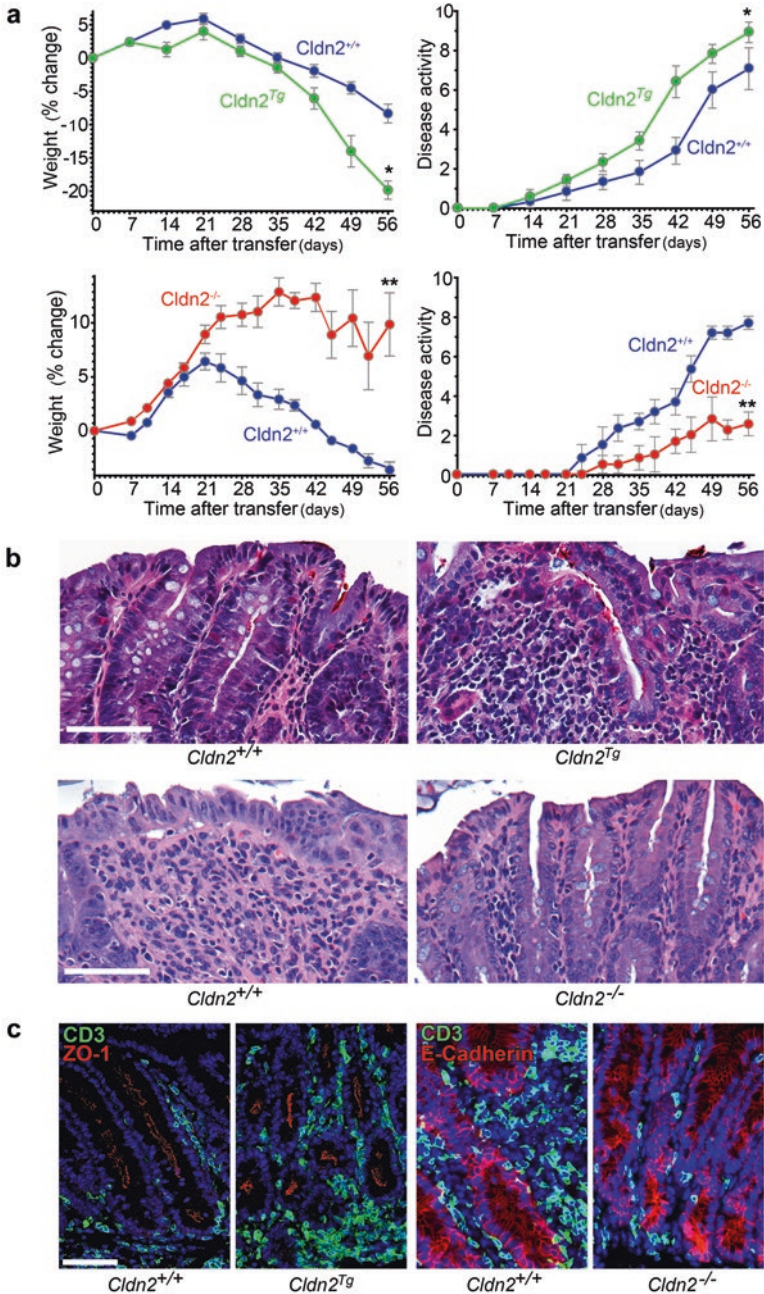 a
Weight (% change)
5
0
-5
-10
-15
-20
Cldn2+/+
Cldn2Tg
*
0 7 14 21 28 35 42 49 56
Time after transfer (days)
Disease activity
10
8
6
4
2
0
Cldn2Tg
Cldn2+/+
*
0 7 14 21 28 35 42 49 56
Time after transfer (days)
Weight (% change)
10
5
0
Cldn2-/-
Cldn2+/+
**
0 7 14 21 28 35 42 49 56
Time after transfer (days)
Disease activity
10
8
6
4
2
0
Cldn2+/+
Cldn2-/-
**
0 7 14 21 28 35 42 49 56
Time after transfer (days)
b
Cldn2+/+
Cldn2Tg
Cldn2+/+
Cldn2-/-
c
CD3
ZO-1
CD3
E-Cadherin
Cldn2+/+
Cldn2Tg
Cldn2+/+
Cldn2-/-